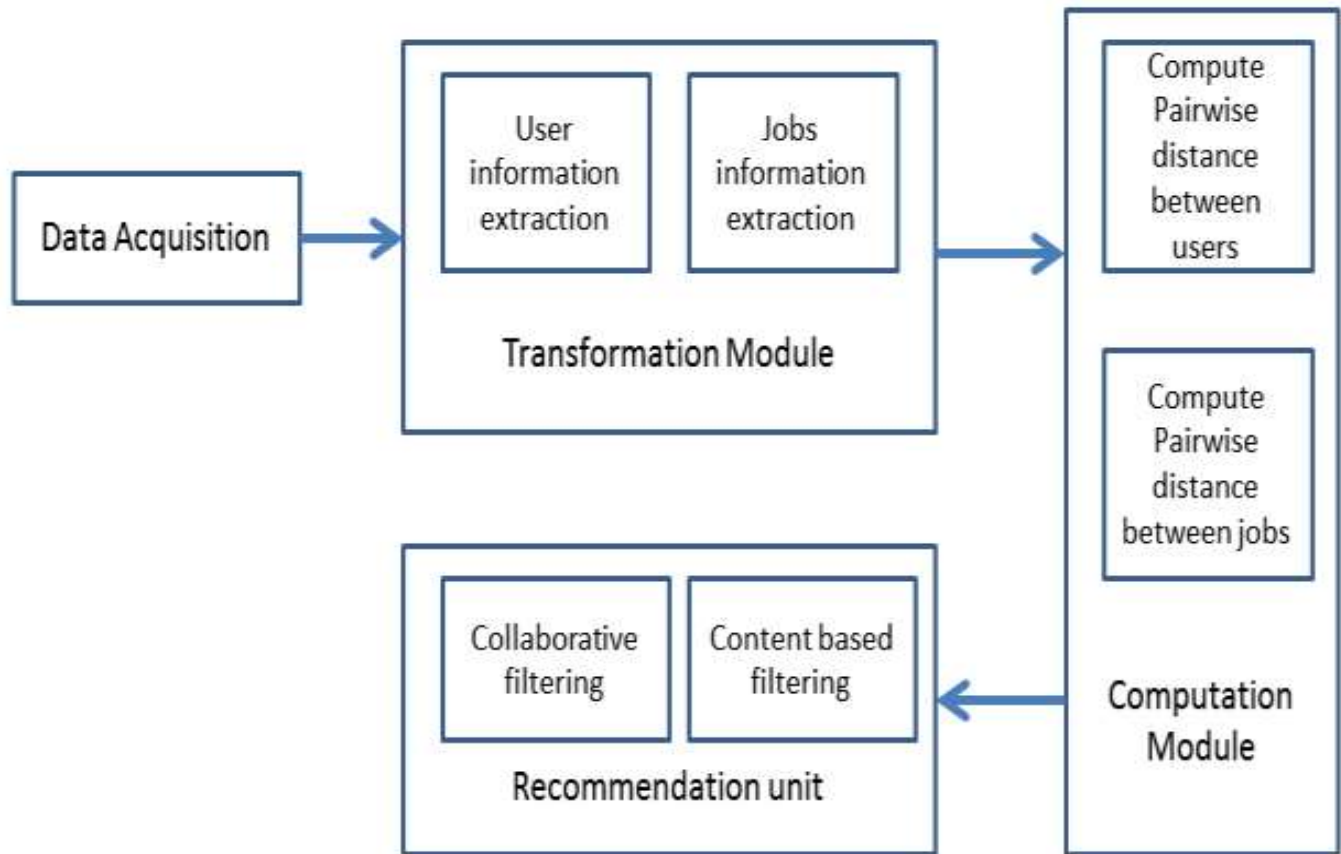 Data Acquisition
User
information
extraction
Jobs
information
extraction
Transformation Module
Compute
Pairwise
distance
between
users
Compute
Pairwise
distance
between jobs
Computation
Module
Collaborative
filtering
Content based
filtering
Recommendation unit